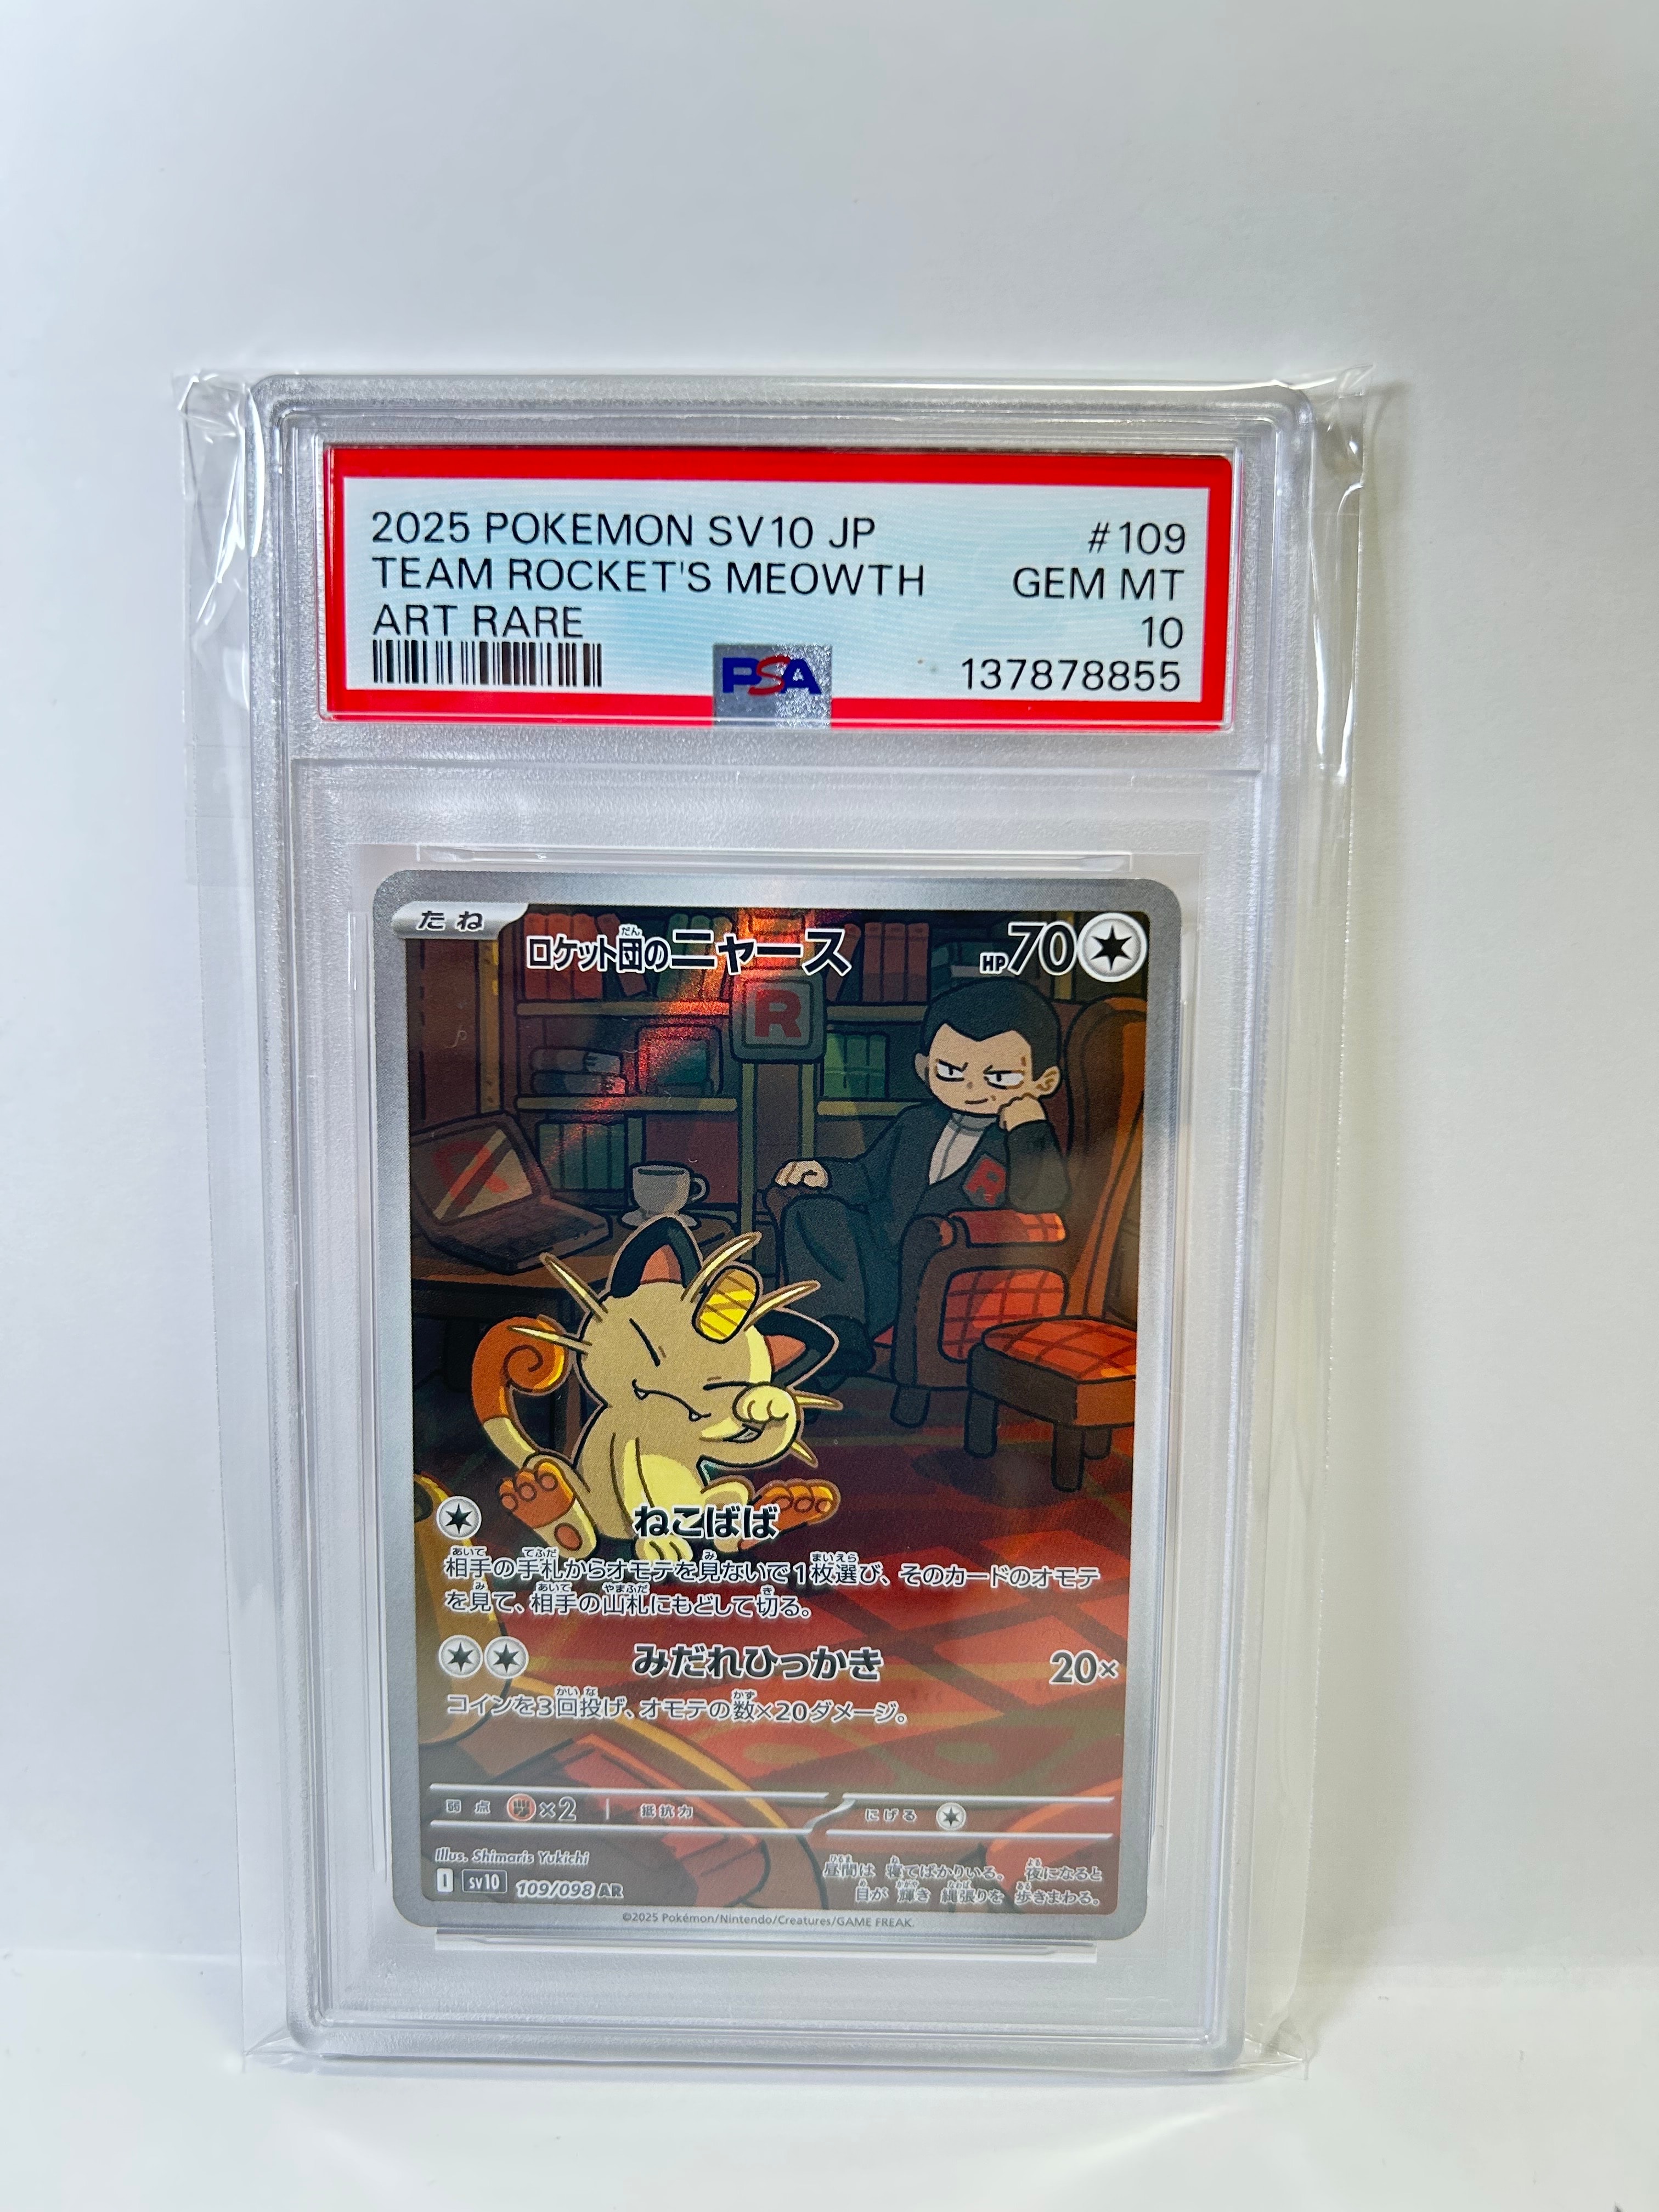 2025 POKEMON SV10 JP #109
TEAM ROCKET'S MEOWTH GEM MT
ART RARE 10
PSA 137878855
たね ロケット団のニャース HP70
だん
R
R
ねこばば
相手の手札からオモテを見ないで1枚選び、そのカードのオモテ
を見て、相手の山札にもどして切る。
みだれひっかき 20×
コインを3回投げ、オモテの数×20ダメージ。
弱点 ×2 抵抗力 にげる
Illus. Shimaris Yukichi
昼間は 寝てばかりいる。 夜になると
目が 輝き 縄張りを 歩きまわる。
I sv10 109/098 AR
©2025 Pokémon/Nintendo/Creatures/GAME FREAK.